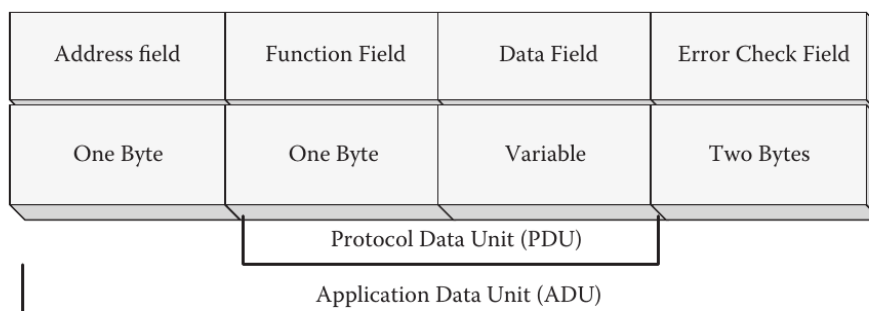 Address field Function Field Data Field Error Check Field
One Byte One Byte Variable Two Bytes
Protocol Data Unit (PDU)
Application Data Unit (ADU)